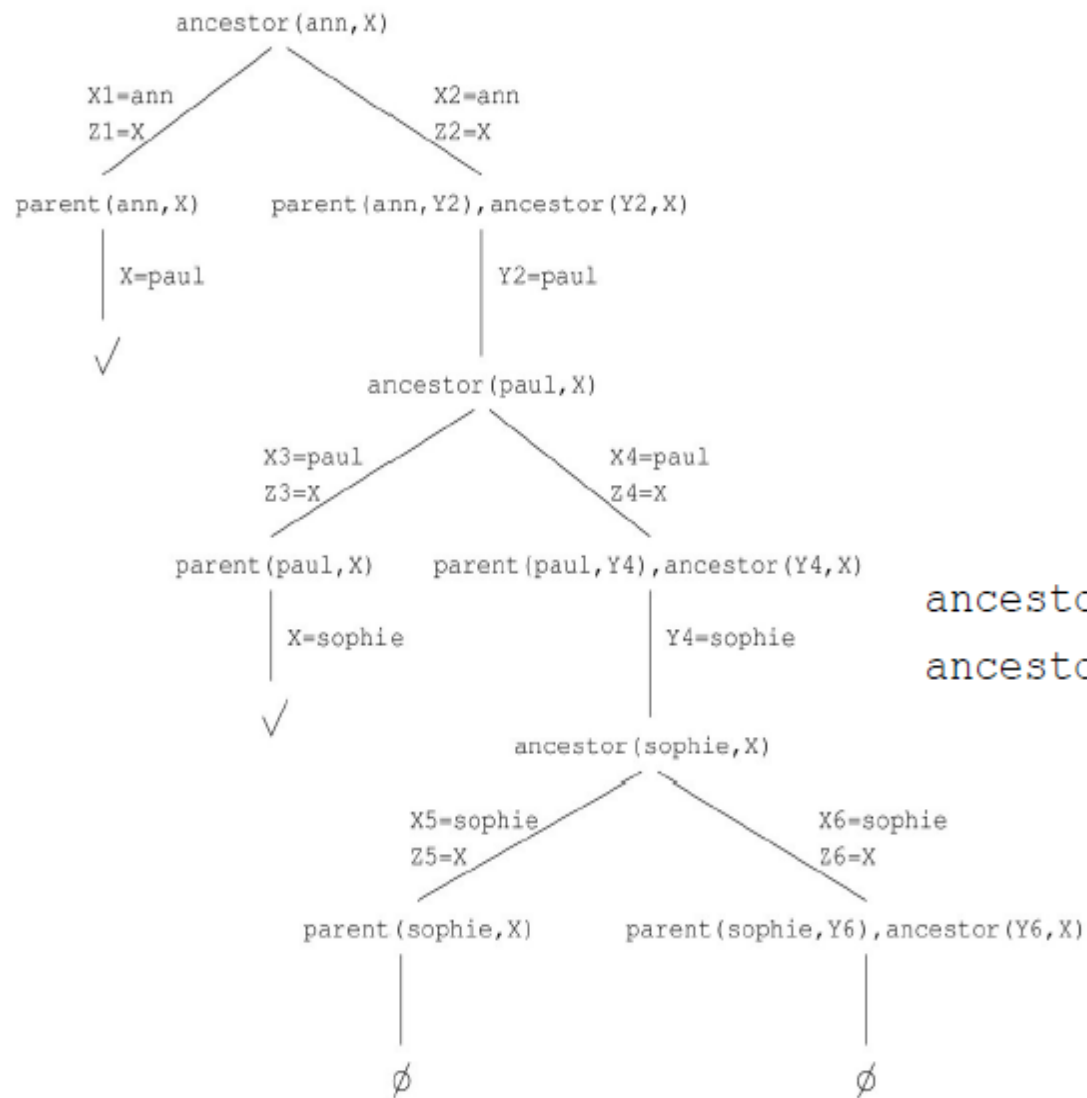 ancestor(ann,X)
X1=ann
Z1=X
X2=ann
Z2=X
parent(ann,X)
parent(ann,Y2),ancestor(Y2,X)
X=paul
Y2=paul
√
ancestor(paul,X)
X3=paul
Z3=X
X4=paul
Z4=X
parent(paul,X)
parent(paul,Y4),ancestor(Y4,X)
ancesto
X=sophie
Y4=sophie
ancesto
√
ancestor(sophie,X)
X5=sophie
Z5=X
X6=sophie
Z6=X
parent(sophie,X)
parent(sophie,Y6),ancestor(Y6,X)
∅
∅